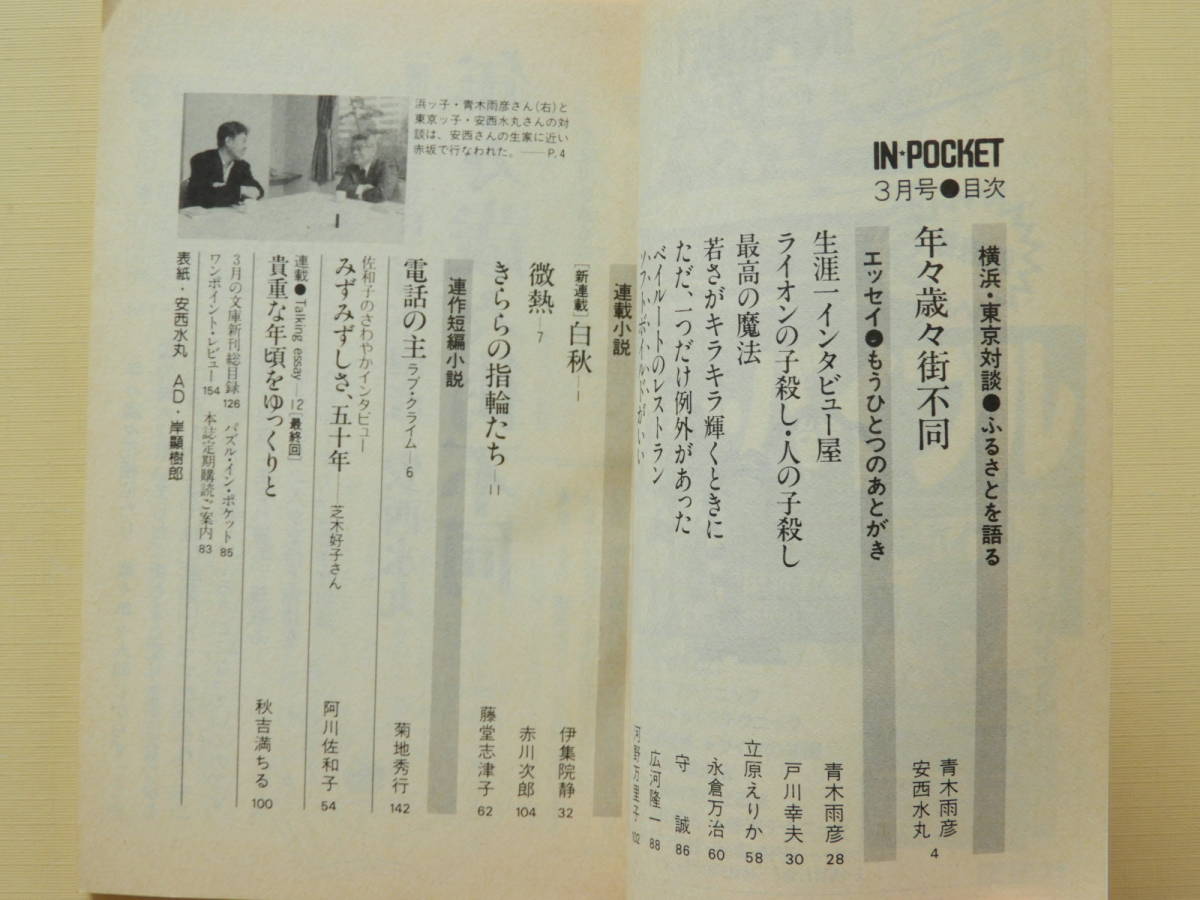 IN★POCKET
3月号●目次
横浜・東京対談●ふるさとを語る
年々歳々街不同
青木雨彦
安西水丸
4
エッセイ●もうひとつのあとがき
生涯一インタビュー屋
青木雨彦
28
ライオンの子殺し・人の子殺し
戸川幸夫
30
最高の魔法
立原えりか
58
若さがキラキラ輝くときに
永倉万治
60
ただ、一つだけ例外があった
守誠
86
ベイルートのレストラン
広河隆一
88
ソフトボイルドがいい
河野万里子
102
連載小説
[新連載]白秋―1
伊集院静
32
微熱―7
赤川次郎
104
きららの指輪たち―11
藤堂志津子
62
連作短編小説
電話の主 ラブ・クライム―6
菊地秀行
142
佐和子のさわやかインタビュー
みずみずしさ、五十年――芝木好子さん
阿川佐和子
54
連載●Talking essay―12[最終回]
貴重な年頃をゆっくりと
秋吉満ちる
100
3月の文庫新刊総目録 126 パズル・イン・ポケット 85
ワンポイント・レビュー 154 本誌定期購読ご案内 83
表紙・安西水丸 AD・岸顯樹郎
浜ッ子・青木雨彦さん(右)と
東京ッ子・安西水丸さんの対
談は、安西さんの生家に近い
赤坂で行なわれた。――P.4